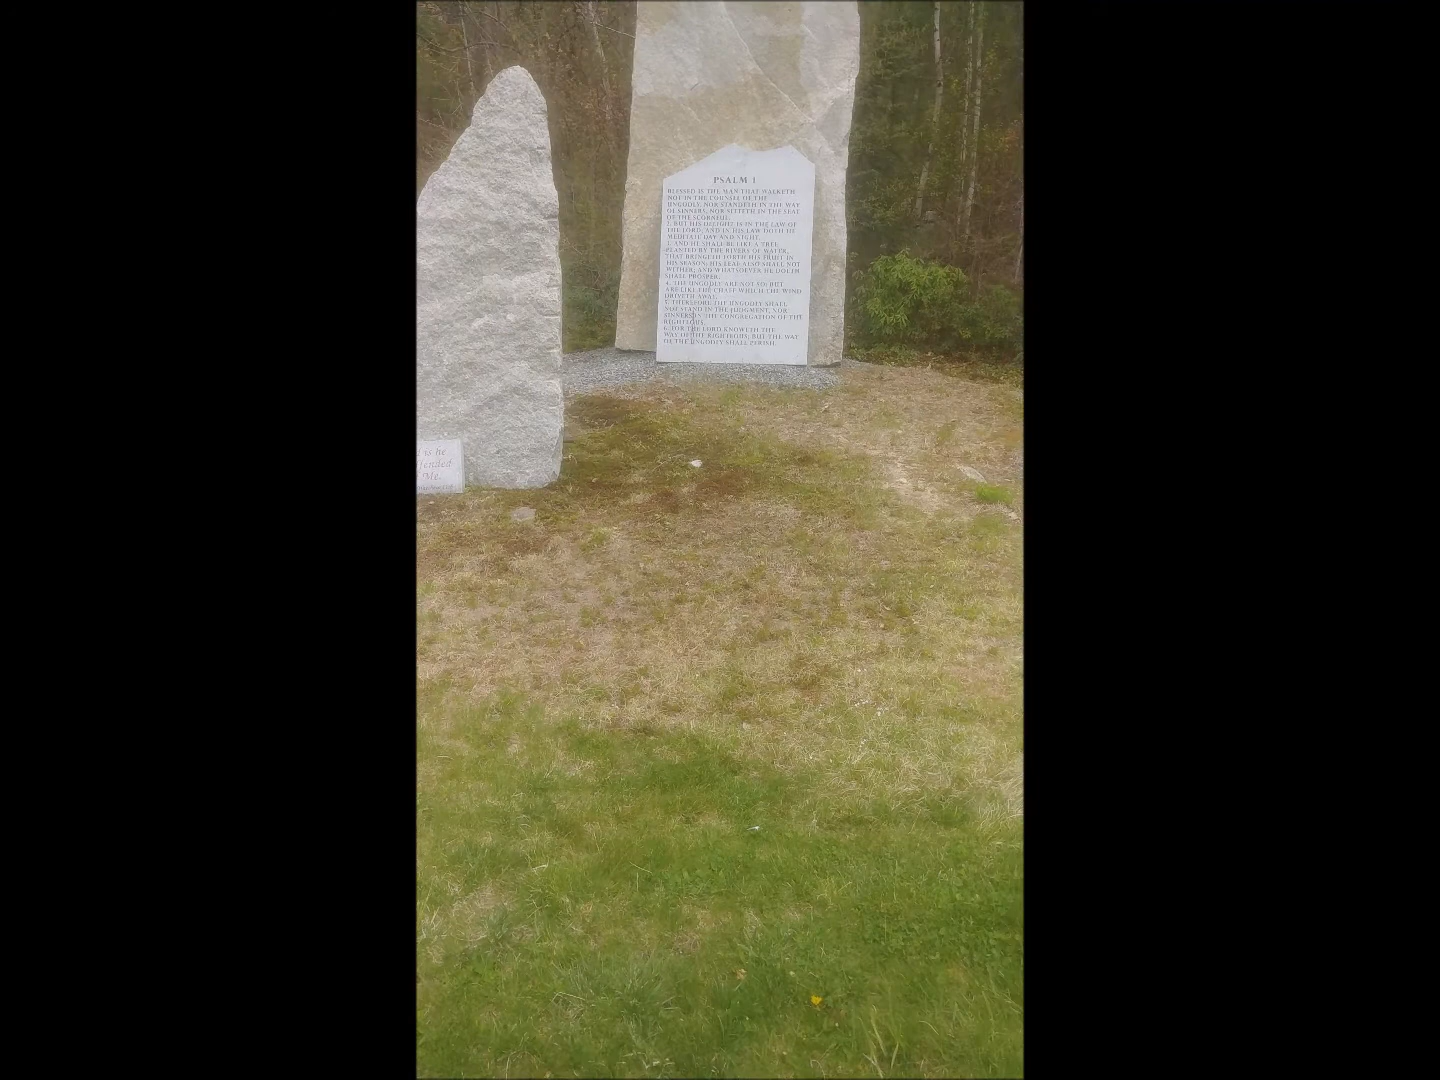 PSALM 1
BLESSED IS THE MAN THAT WALKETH
NOT IN THE COUNSEL OF THE
UNGODLY, NOR STANDETH IN THE WAY
OF SINNERS, NOR SITTETH IN THE SEAT
OF THE SCORNFUL.
2. BUT HIS DELIGHT IS IN THE LAW OF
THE LORD; AND IN HIS LAW DOTH HE
MEDITATE DAY AND NIGHT.
3. AND HE SHALL BE LIKE A TREE
PLANTED BY THE RIVERS OF WATER,
THAT BRINGETH FORTH HIS FRUIT IN
HIS SEASON; HIS LEAF ALSO SHALL NOT
WITHER; AND WHATSOEVER HE DOETH
SHALL PROSPER.
4. THE UNGODLY ARE NOT SO: BUT
ARE LIKE THE CHAFF WHICH THE WIND
DRIVETH AWAY.
5. THEREFORE THE UNGODLY SHALL
NOT STAND IN THE JUDGMENT, NOR
SINNERS IN THE CONGREGATION OF THE
RIGHTEOUS.
6. FOR THE LORD KNOWETH THE
WAY OF THE RIGHTEOUS; BUT THE WAY
OF THE UNGODLY SHALL PERISH.
d is he
ffended
Me.